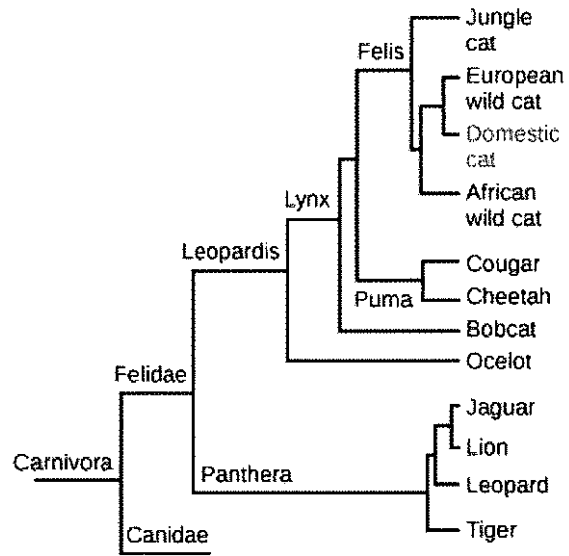 Jungle
cat
Felis
European
wild cat
Domestic
cat
African
wild cat
Lynx
Leopardis
Cougar
Puma
Cheetah
Bobcat
Ocelot
Felidae
Jaguar
Lion
Carnivora
Panthera
Leopard
Tiger
Canidae